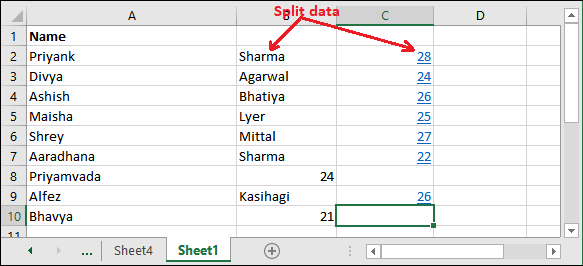 Split data
A B C D
1 Name
2 Priyank Sharma 28
3 Divya Agarwal 24
4 Ashish Bhatiya 26
5 Maisha Lyer 25
6 Shrey Mittal 27
7 Aaradhana Sharma 22
8 Priyamvada 24
9 Alfez Kasihagi 26
10 Bhavya 21
11
... Sheet4 Sheet1